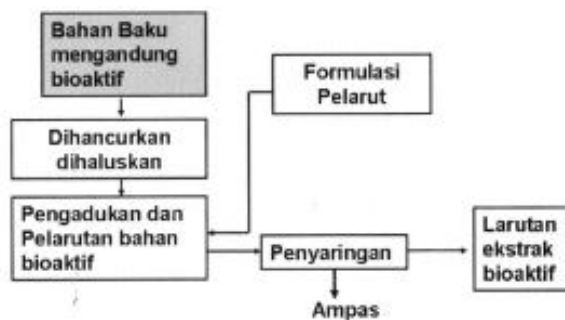 Bahan Baku
mengandung
bioaktif
Formulasi
Pelarut
Dihancurkan
dihaluskan
Pengadukan dan
Pelarutan bahan
bioaktif
Penyaringan
Larutan
ekstrak
bioaktif
Ampas